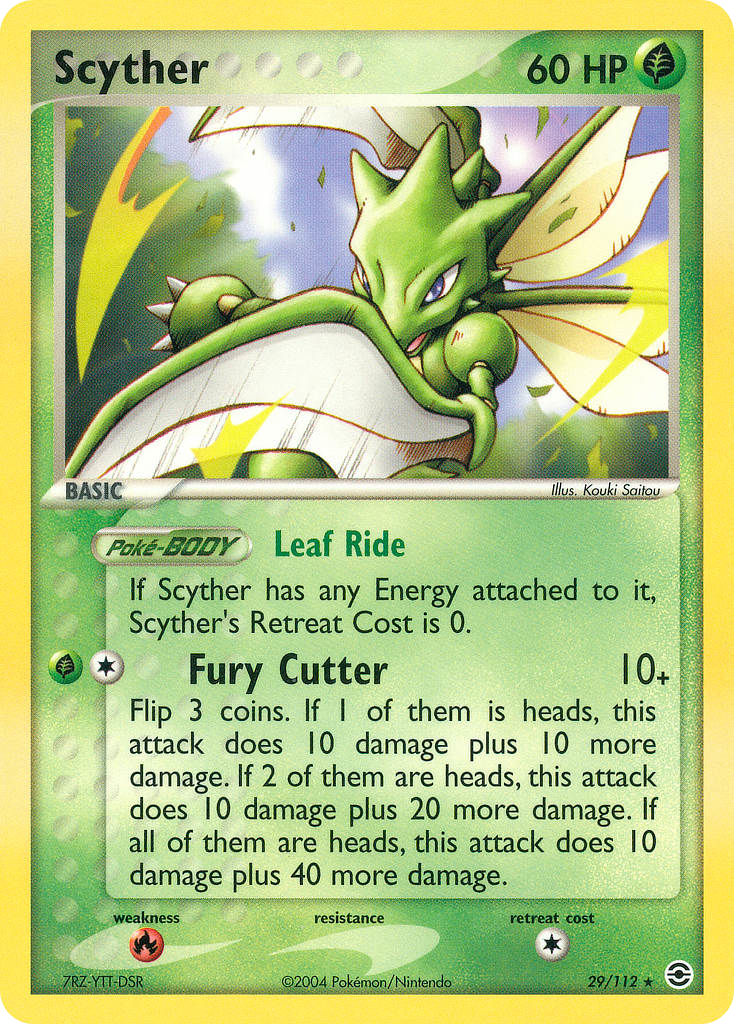 Scyther 60 HP
BASIC Illus. Kouki Saitou
Poké-BODY Leaf Ride
If Scyther has any Energy attached to it,
Scyther's Retreat Cost is 0.
Fury Cutter 10+
Flip 3 coins. If 1 of them is heads, this
attack does 10 damage plus 10 more
damage. If 2 of them are heads, this attack
does 10 damage plus 20 more damage. If
all of them are heads, this attack does 10
damage plus 40 more damage.
weakness resistance retreat cost
7RZ-YTT-DSR ©2004 Pokémon/Nintendo 29/112 ★